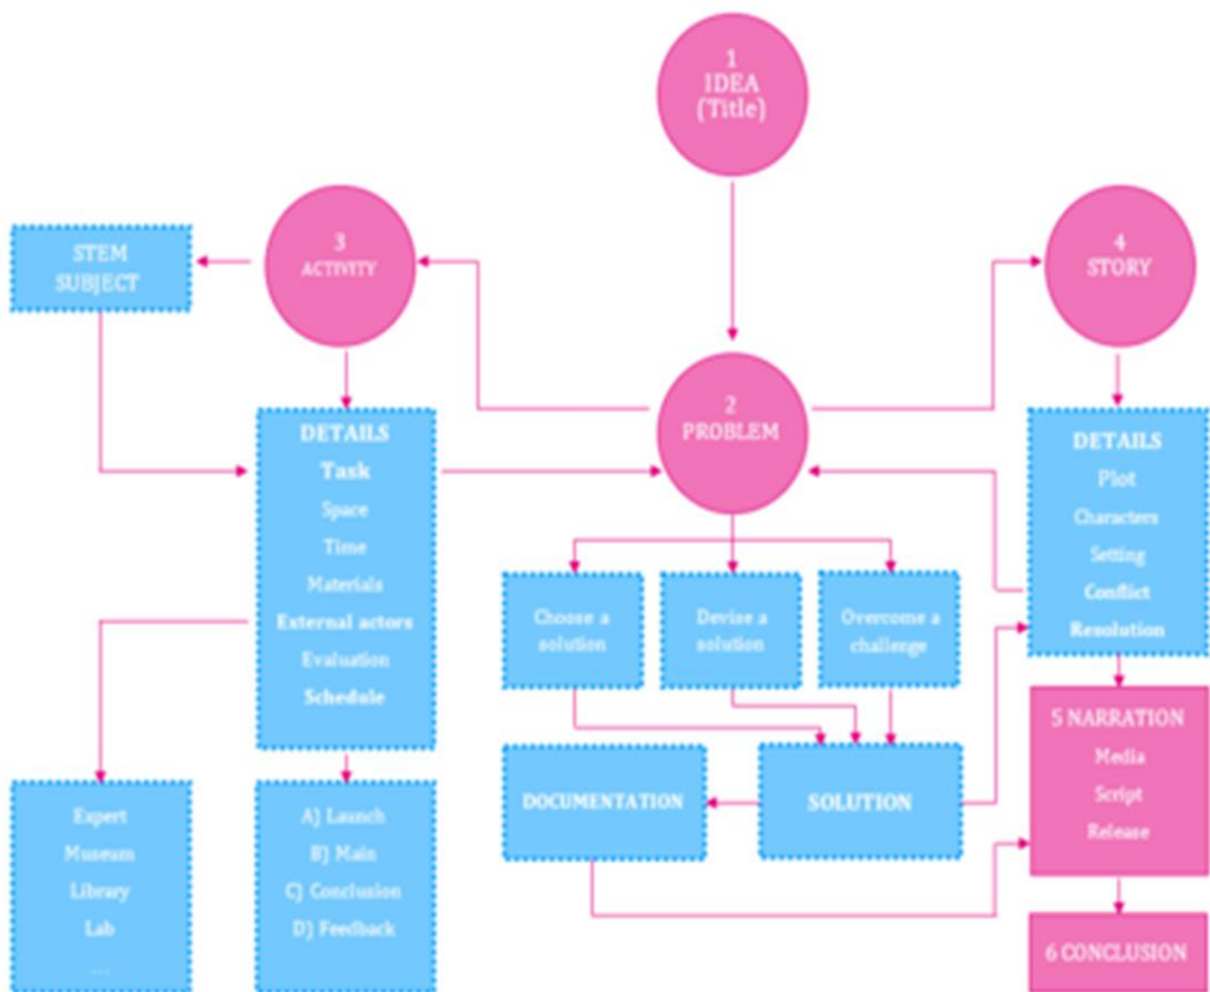 1
IDEA
(Title)
3
ACTIVITY
4
STORY
STEM
SUBJECT
2
PROBLEM
DETAILS
Task
Space
Time
Materials
External actors
Evaluation
Schedule
DETAILS
Plot
Characters
Setting
Conflict
Resolution
Choose a
solution
Devise a
solution
Overcome a
challenge
5 NARRATION
Media
Script
Release
DOCUMENTATION
SOLUTION
Expert
Museum
Library
Lab
...
A) Launch
B) Main
C) Conclusion
D) Feedback
6 CONCLUSION